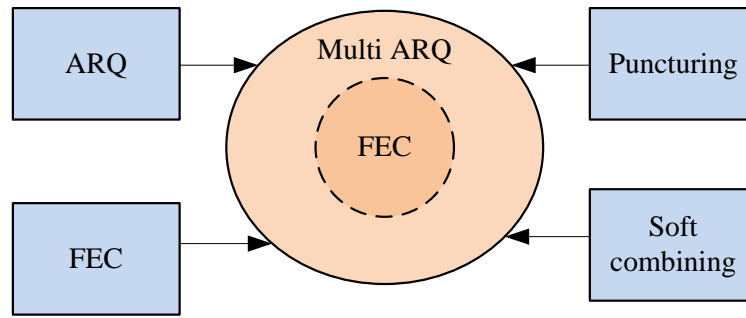 ARQ
Multi ARQ
Puncturing
FEC
FEC
Soft
combining